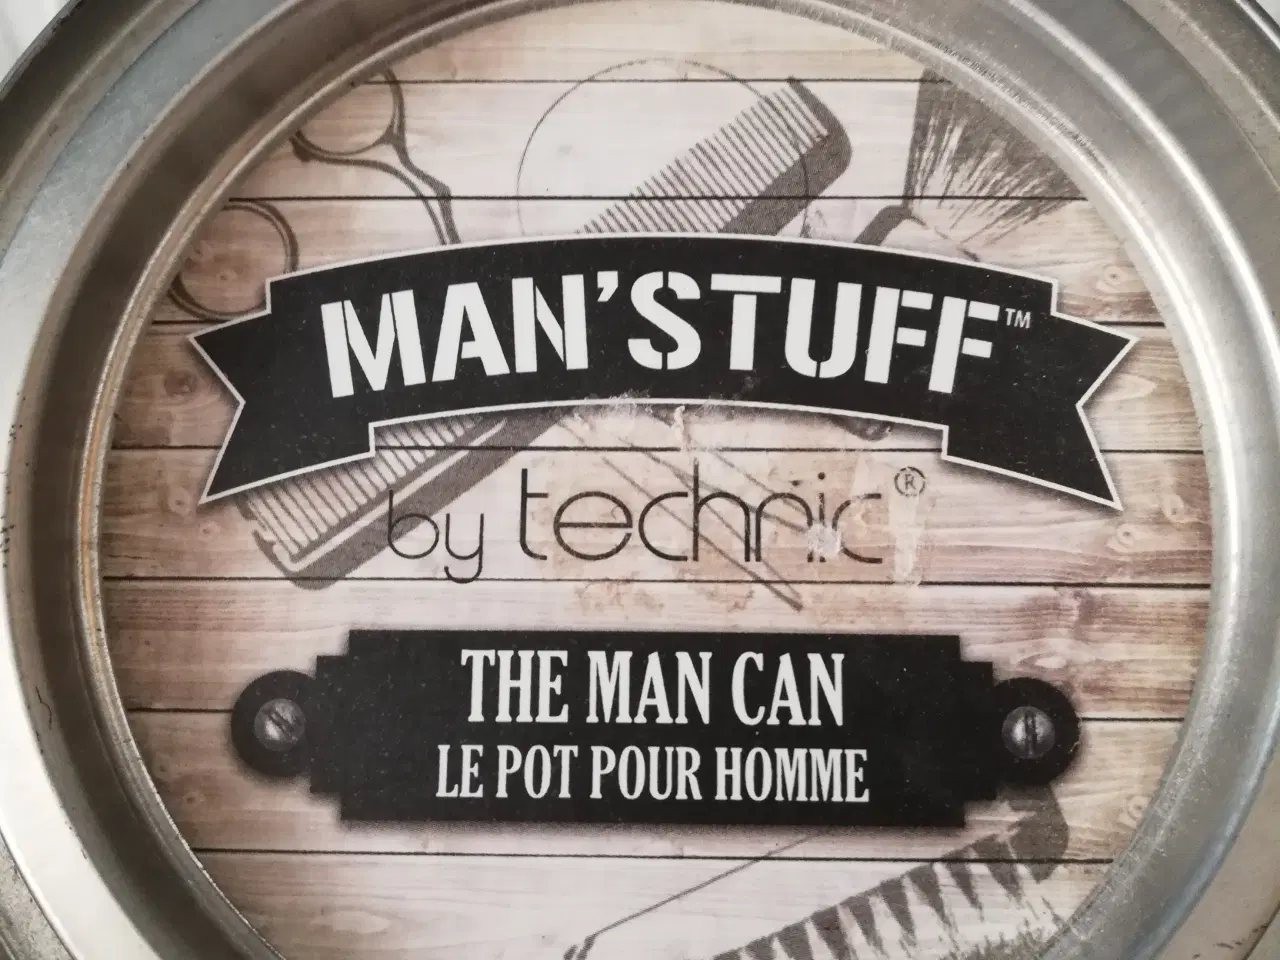 MAN'STUFF™
by technic®
THE MAN CAN
LE POT POUR HOMME